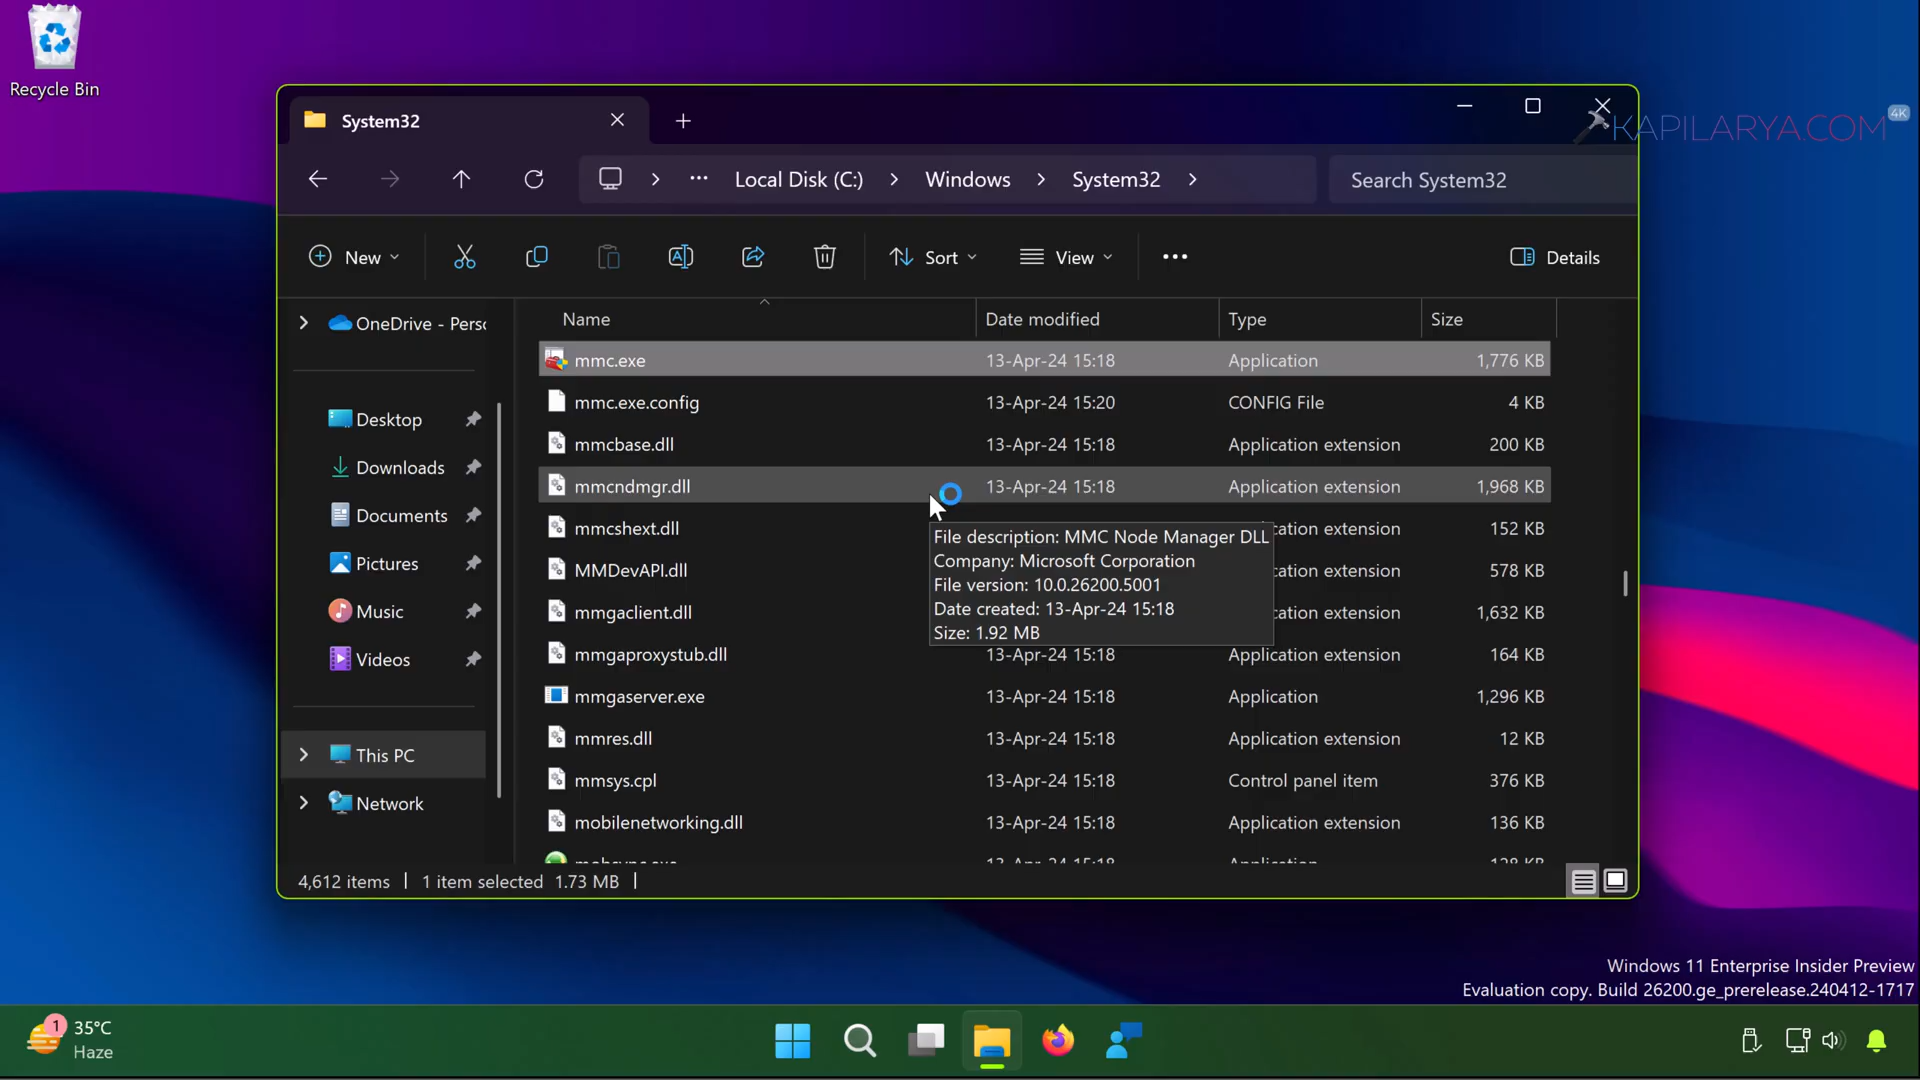 Recycle Bin
System32
KAPILARYA.COM
4K
Local Disk (C:) Windows System32
Search System32
New
Sort
View
Details
Name Date modified Type Size
OneDrive - Perso
Desktop
Downloads
Documents
Pictures
Music
Videos
This PC
Network
mmc.exe 13-Apr-24 15:18 Application 1,776 KB
mmc.exe.config 13-Apr-24 15:20 CONFIG File 4 KB
mmcbase.dll 13-Apr-24 15:18 Application extension 200 KB
mmcndmgr.dll 13-Apr-24 15:18 Application extension 1,968 KB
mmcshext.dll cation extension 152 KB
MMDevAPI.dll cation extension 578 KB
mmgaclient.dll cation extension 1,632 KB
mmgaproxystub.dll 13-Apr-24 15:18 Application extension 164 KB
mmgaserver.exe 13-Apr-24 15:18 Application 1,296 KB
mmres.dll 13-Apr-24 15:18 Application extension 12 KB
mmsys.cpl 13-Apr-24 15:18 Control panel item 376 KB
mobilenetworking.dll 13-Apr-24 15:18 Application extension 136 KB
File description: MMC Node Manager DLL
Company: Microsoft Corporation
File version: 10.0.26200.5001
Date created: 13-Apr-24 15:18
Size: 1.92 MB
4,612 items 1 item selected 1.73 MB
Windows 11 Enterprise Insider Preview
Evaluation copy. Build 26200.ge_prerelease.240412-1717
1
35°C
Haze